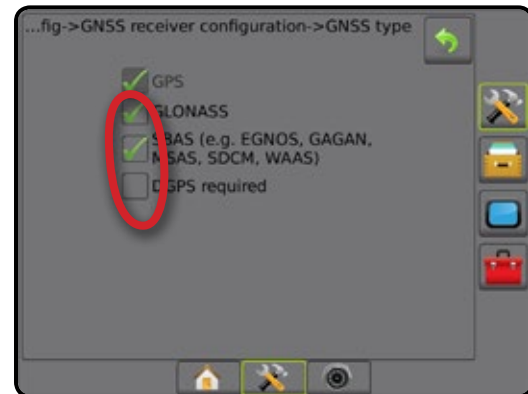 ...fig->GNSS receiver configuration->GNSS type
GPS
GLONASS
SBAS (e.g. EGNOS, GAGAN,
MSAS, SDCM, WAAS)
DGPS required